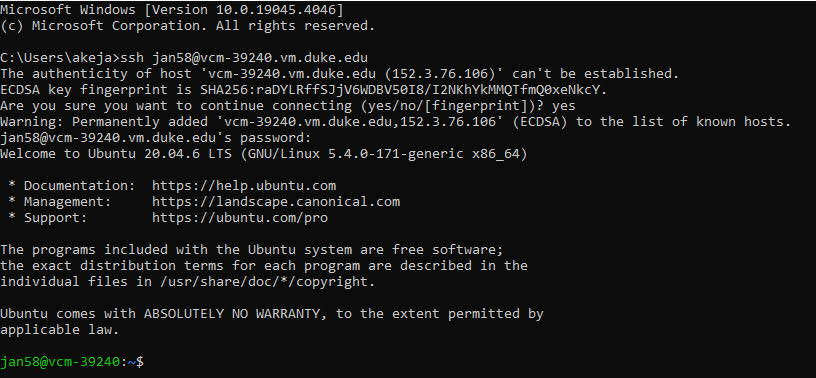 Microsoft Windows [Version 10.0.19045.4046]
(c) Microsoft Corporation. All rights reserved.
C:\Users\akeja>ssh jan58@vcm-39240.vm.duke.edu
The authenticity of host 'vcm-39240.vm.duke.edu (152.3.76.106)' can't be established.
ECDSA key fingerprint is SHA256:raDYLRffSJjV6WDBV50I8/I2NKhYkMMQTfmQ0xeNkcY.
Are you sure you want to continue connecting (yes/no/[fingerprint])? yes
Warning: Permanently added 'vcm-39240.vm.duke.edu,152.3.76.106' (ECDSA) to the list of known hosts.
jan58@vcm-39240.vm.duke.edu's password:
Welcome to Ubuntu 20.04.6 LTS (GNU/Linux 5.4.0-171-generic x86_64)
* Documentation:  https://help.ubuntu.com
* Management:     https://landscape.canonical.com
* Support:        https://ubuntu.com/pro
The programs included with the Ubuntu system are free software;
the exact distribution terms for each program are described in the
individual files in /usr/share/doc/*/copyright.
Ubuntu comes with ABSOLUTELY NO WARRANTY, to the extent permitted by
applicable law.
jan58@vcm-39240:~$